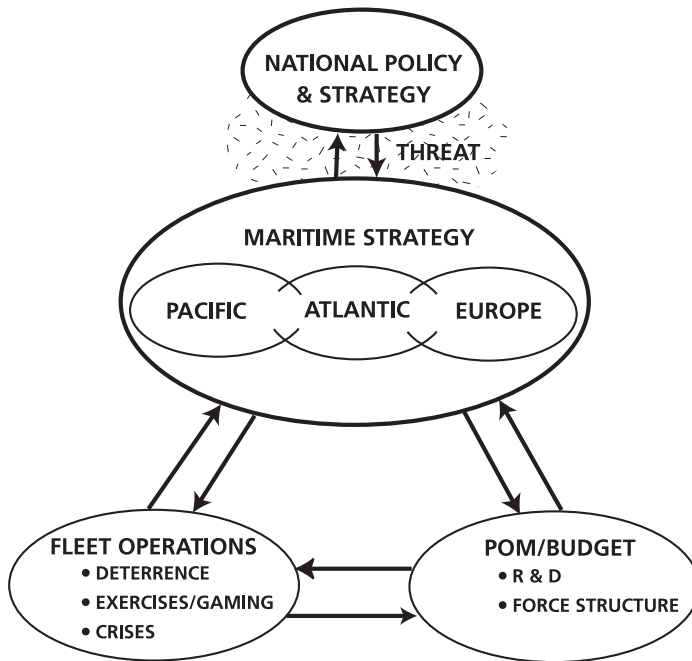 NATIONAL POLICY
& STRATEGY
THREAT
MARITIME STRATEGY
PACIFIC
ATLANTIC
EUROPE
FLEET OPERATIONS
• DETERRENCE
• EXERCISES/GAMING
• CRISES
POM/BUDGET
• R & D
• FORCE STRUCTURE